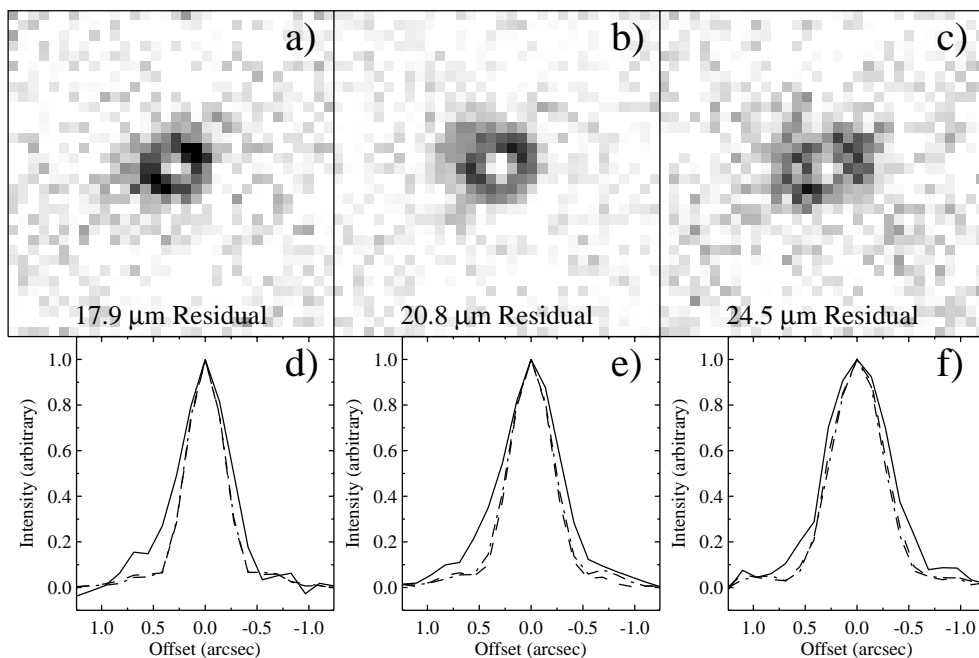 a)
b)
c)
17.9 μm Residual
20.8 μm Residual
24.5 μm Residual
d)
e)
f)
Intensity (arbitrary)
1.0
0.8
0.6
0.4
0.2
0.0
1.0 0.5 0.0 -0.5 -1.0
Offset (arcsec)
Intensity (arbitrary)
1.0
0.8
0.6
0.4
0.2
0.0
1.0 0.5 0.0 -0.5 -1.0
Offset (arcsec)
Intensity (arbitrary)
1.0
0.8
0.6
0.4
0.2
0.0
1.0 0.5 0.0 -0.5 -1.0
Offset (arcsec)